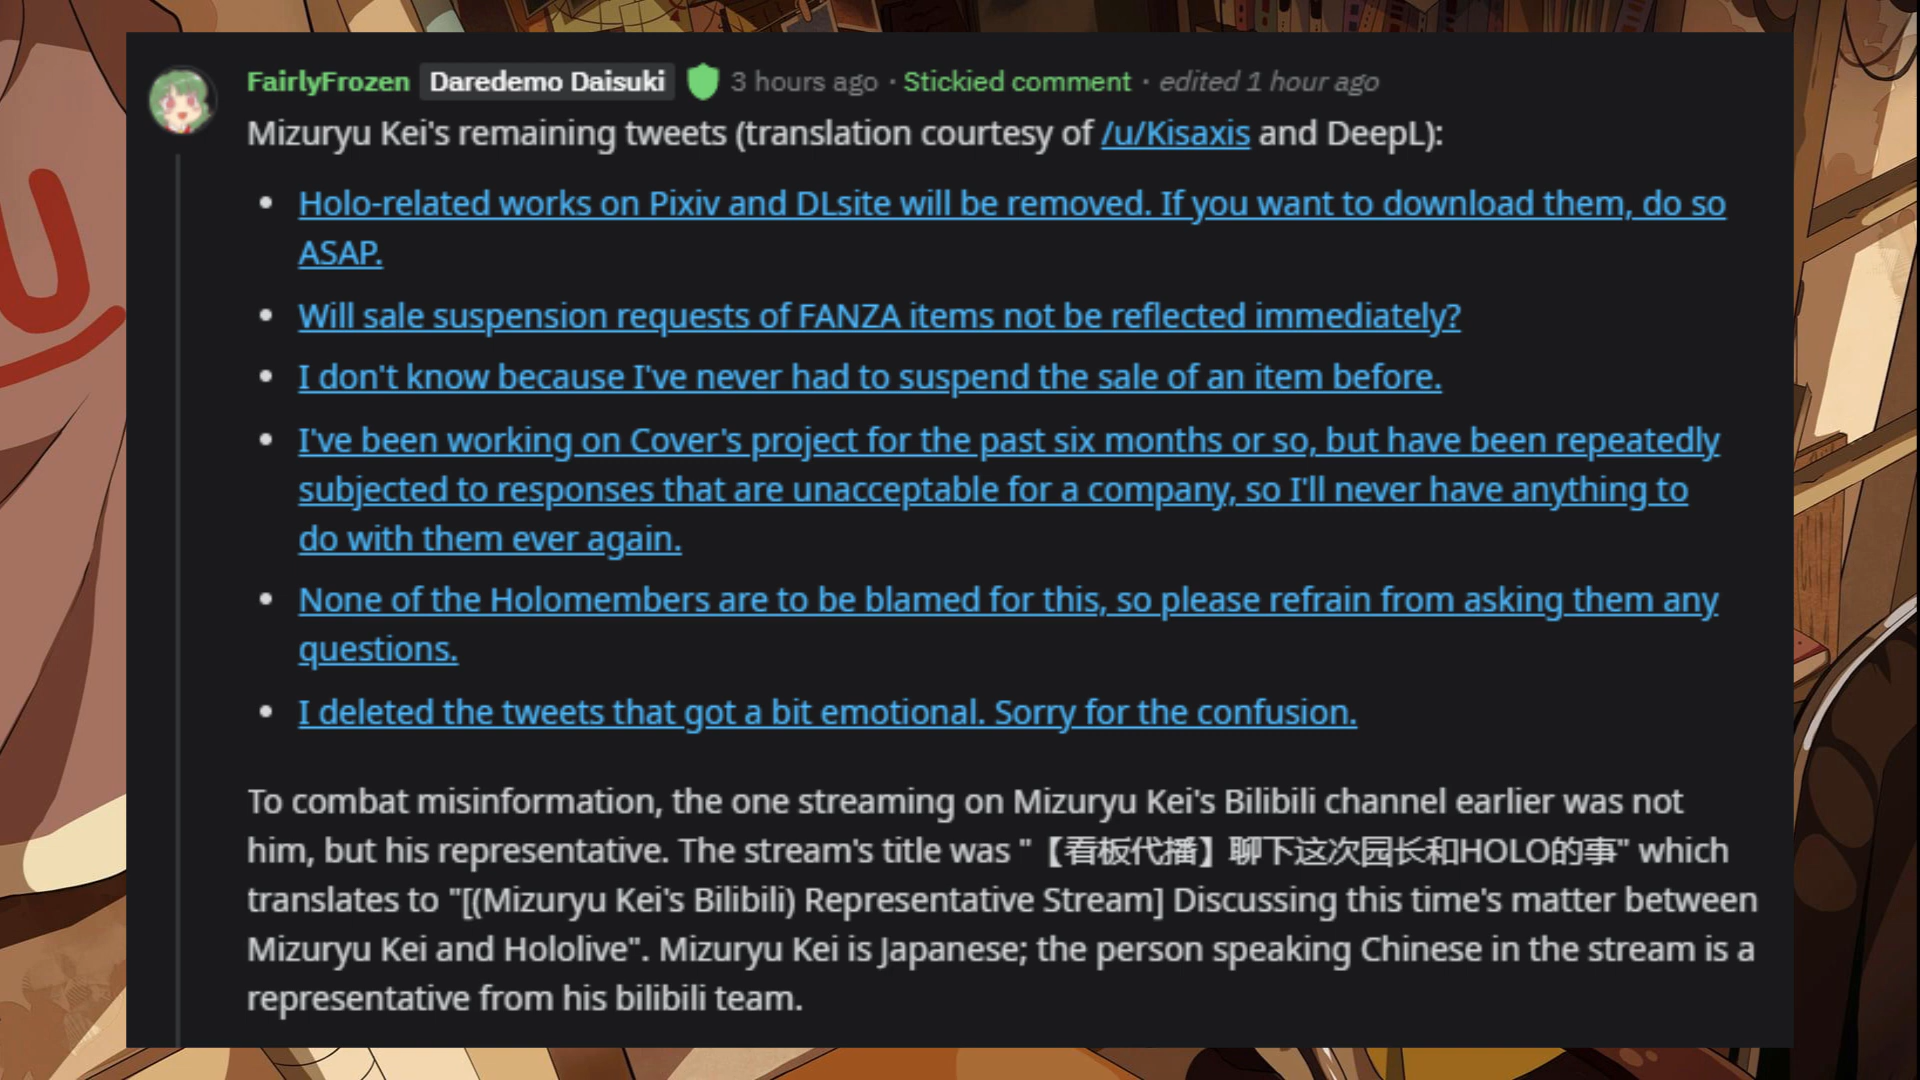 FairlyFrozen Daredemo Daisuki 3 hours ago · Stickied comment · edited 1 hour ago
Mizuryu Kei's remaining tweets (translation courtesy of /u/Kisaxis and DeepL):
• Holo-related works on Pixiv and DLsite will be removed. If you want to download them, do so
ASAP.
• Will sale suspension requests of FANZA items not be reflected immediately?
• I don't know because I've never had to suspend the sale of an item before.
• I've been working on Cover's project for the past six months or so, but have been repeatedly
subjected to responses that are unacceptable for a company, so I'll never have anything to
do with them ever again.
• None of the Holomembers are to be blamed for this, so please refrain from asking them any
questions.
• I deleted the tweets that got a bit emotional. Sorry for the confusion.
To combat misinformation, the one streaming on Mizuryu Kei's Bilibili channel earlier was not
him, but his representative. The stream's title was "【看板代播】聊下这次园长和HOLO的事" which
translates to "[(Mizuryu Kei's Bilibili) Representative Stream] Discussing this time's matter between
Mizuryu Kei and Hololive". Mizuryu Kei is Japanese; the person speaking Chinese in the stream is a
representative from his bilibili team.